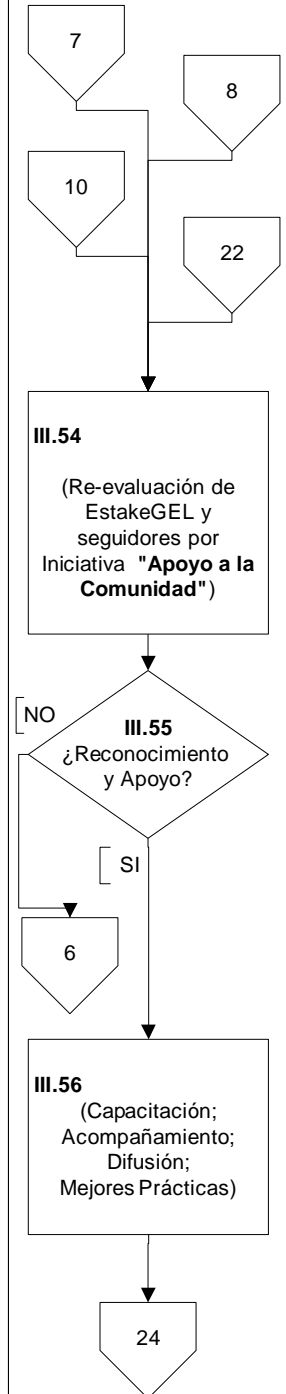 7
8
10
22
III.54
(Re-evaluación de
EstakeGEL y
seguidores por
Iniciativa "Apoyo a la
Comunidad")
NO
III.55
¿Reconocimiento
y Apoyo?
SI
6
III.56
(Capacitación;
Acompañamiento;
Difusión;
Mejores Prácticas)
24